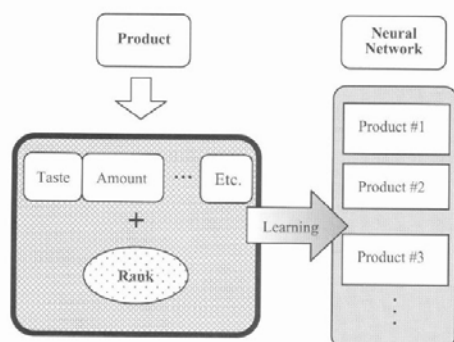 Product
Neural
Network
Taste
Amount
...
Etc.
+
Rank
Learning
Product #1
Product #2
Product #3